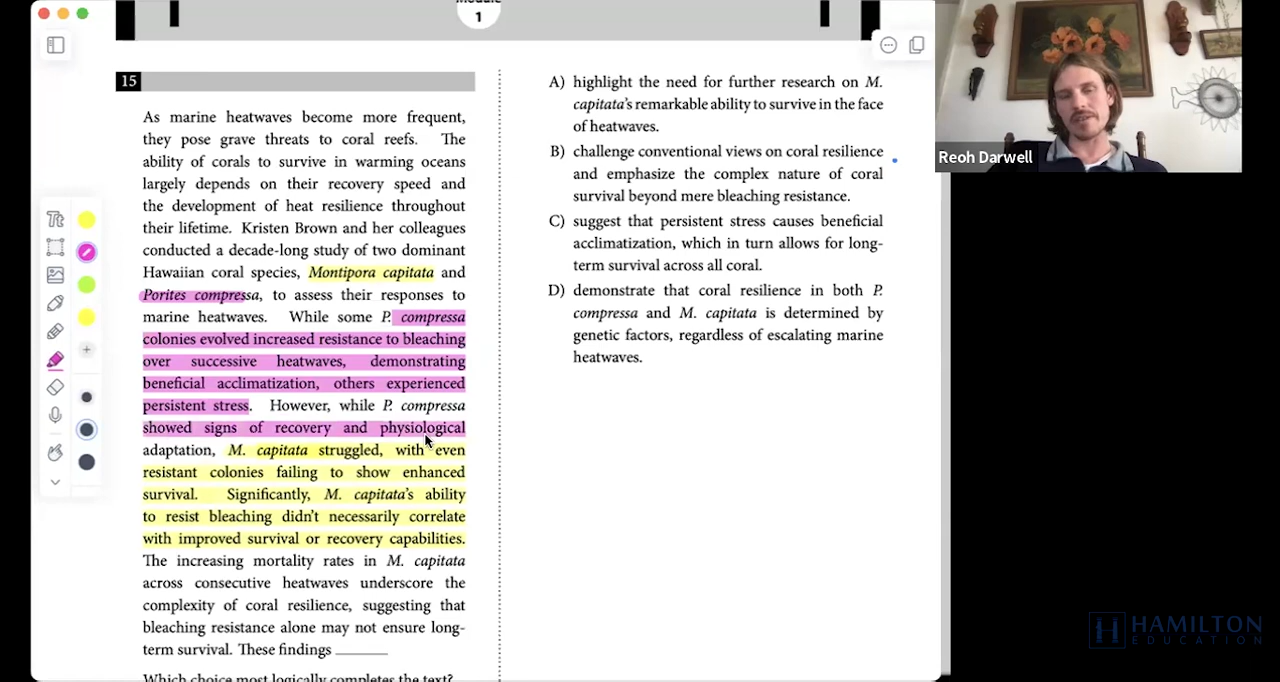 Module
1
15
As marine heatwaves become more frequent,
they pose grave threats to coral reefs. The
ability of corals to survive in warming oceans
largely depends on their recovery speed and
the development of heat resilience throughout
their lifetime. Kristen Brown and her colleagues
conducted a decade-long study of two dominant
Hawaiian coral species, Montipora capitata and
Porites compressa, to assess their responses to
marine heatwaves. While some P. compressa
colonies evolved increased resistance to bleaching
over successive heatwaves, demonstrating
beneficial acclimatization, others experienced
persistent stress. However, while P. compressa
showed signs of recovery and physiological
adaptation, M. capitata struggled, with even
resistant colonies failing to show enhanced
survival. Significantly, M. capitata's ability
to resist bleaching didn't necessarily correlate
with improved survival or recovery capabilities.
The increasing mortality rates in M. capitata
across consecutive heatwaves underscore the
complexity of coral resilience, suggesting that
bleaching resistance alone may not ensure long-
term survival. These findings ______
Which choice most logically completes the text?
A) highlight the need for further research on M.
capitata's remarkable ability to survive in the face
of heatwaves.
B) challenge conventional views on coral resilience
and emphasize the complex nature of coral
survival beyond mere bleaching resistance.
C) suggest that persistent stress causes beneficial
acclimatization, which in turn allows for long-
term survival across all coral.
D) demonstrate that coral resilience in both P.
compressa and M. capitata is determined by
genetic factors, regardless of escalating marine
heatwaves.
Tt
Reoh Darwell
HAMILTON
EDUCATION